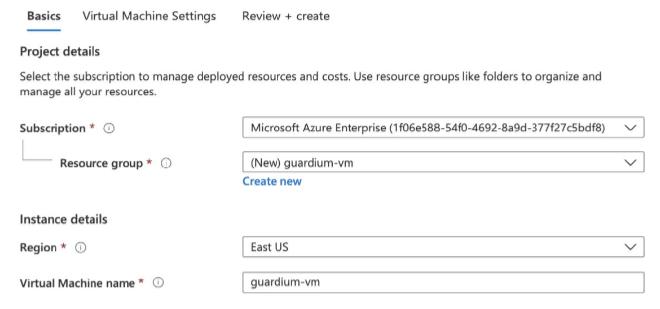 Basics Virtual Machine Settings Review + create
Project details
Select the subscription to manage deployed resources and costs. Use resource groups like folders to organize and
manage all your resources.
Subscription * Microsoft Azure Enterprise (1f06e588-54f0-4692-8a9d-377f27c5bdf8)
Resource group * (New) guardium-vm
Create new
Instance details
Region * East US
Virtual Machine name * guardium-vm